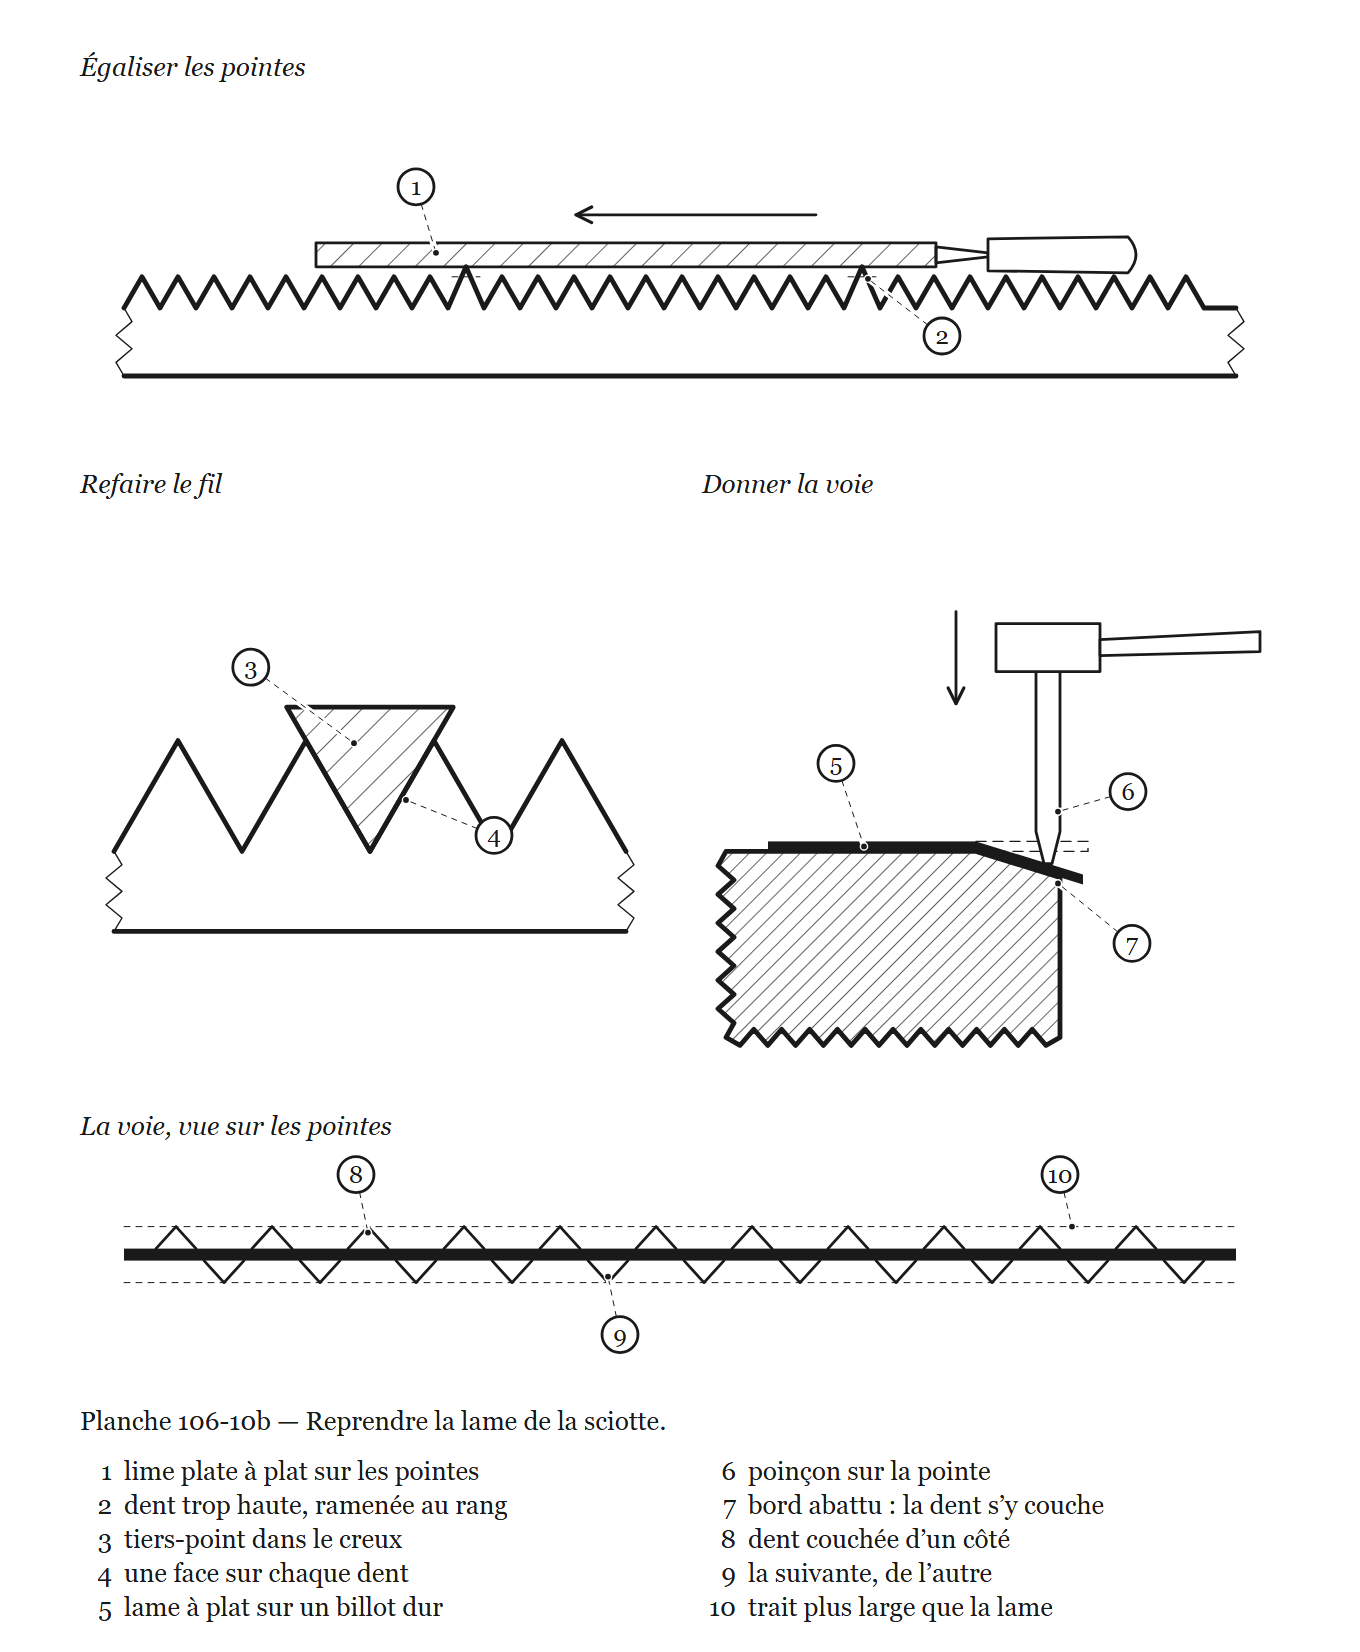 Égaliser les pointes
1
2
Refaire le fil
Donner la voie
3
4
5
6
7
La voie, vue sur les pointes
8
10
9
Planche 106-10b — Reprendre la lame de la sciotte.
1 lime plate à plat sur les pointes
2 dent trop haute, ramenée au rang
3 tiers-point dans le creux
4 une face sur chaque dent
5 lame à plat sur un billot dur
6 poinçon sur la pointe
7 bord abattu : la dent s’y couche
8 dent couchée d’un côté
9 la suivante, de l’autre
10 trait plus large que la lame